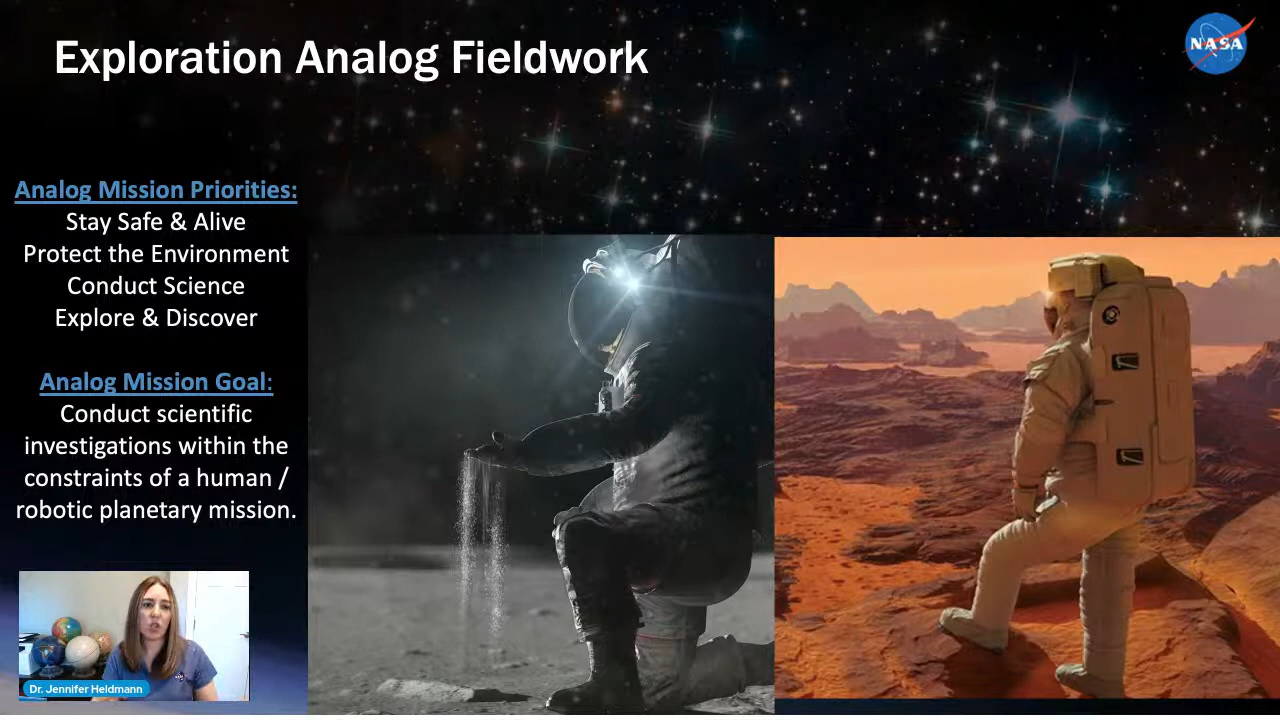 Exploration Analog Fieldwork
NASA
Analog Mission Priorities:
Stay Safe & Alive
Protect the Environment
Conduct Science
Explore & Discover
Analog Mission Goal:
Conduct scientific
investigations within the
constraints of a human /
robotic planetary mission.
Dr. Jennifer Heldmann